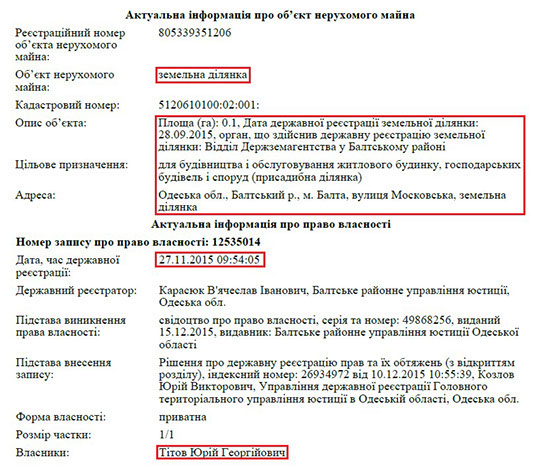 Актуальна інформація про об’єкт нерухомого майна
Реєстраційний номер 805339351206
об’єкта нерухомого
майна:
Об’єкт нерухомого земельна ділянка
майна:
Кадастровий номер: 5120610100:02:001:
Опис об’єкта: Площа (га): 0.1, Дата державної реєстрації земельної ділянки:
28.09.2015, орган, що здійснив державну реєстрацію земельної
ділянки: Відділ Держземагентства у Балтському районі
Цільове призначення: для будівництва і обслуговування житлового будинку, господарських
будівель і споруд (присадибна ділянка)
Адреса: Одеська обл., Балтський р., м. Балта, вулиця Московська, земельна
ділянка
Актуальна інформація про право власності
Номер запису про право власності: 12535014
Дата, час державної 27.11.2015 09:54:05
реєстрації:
Державний реєстратор: Карасюк В'ячеслав Іванович, Балтське районне управління юстиції,
Одеська обл.
Підстава виникнення свідоцтво про право власності, серія та номер: 49868256, виданий
права власності: 15.12.2015, видавник: Балтське районне управління юстиції Одеської
області
Підстава внесення Рішення про державну реєстрацію прав та їх обтяжень (з відкриттям
запису: розділу), індексний номер: 26934972 від 10.12.2015 10:55:39, Козлов
Юрій Викторович, Управління державної реєстрації Головного
територіального управління юстиції в Одеській області, Одеська обл.
Форма власності: приватна
Розмір частки: 1/1
Власники: Тітов Юрій Георгійович